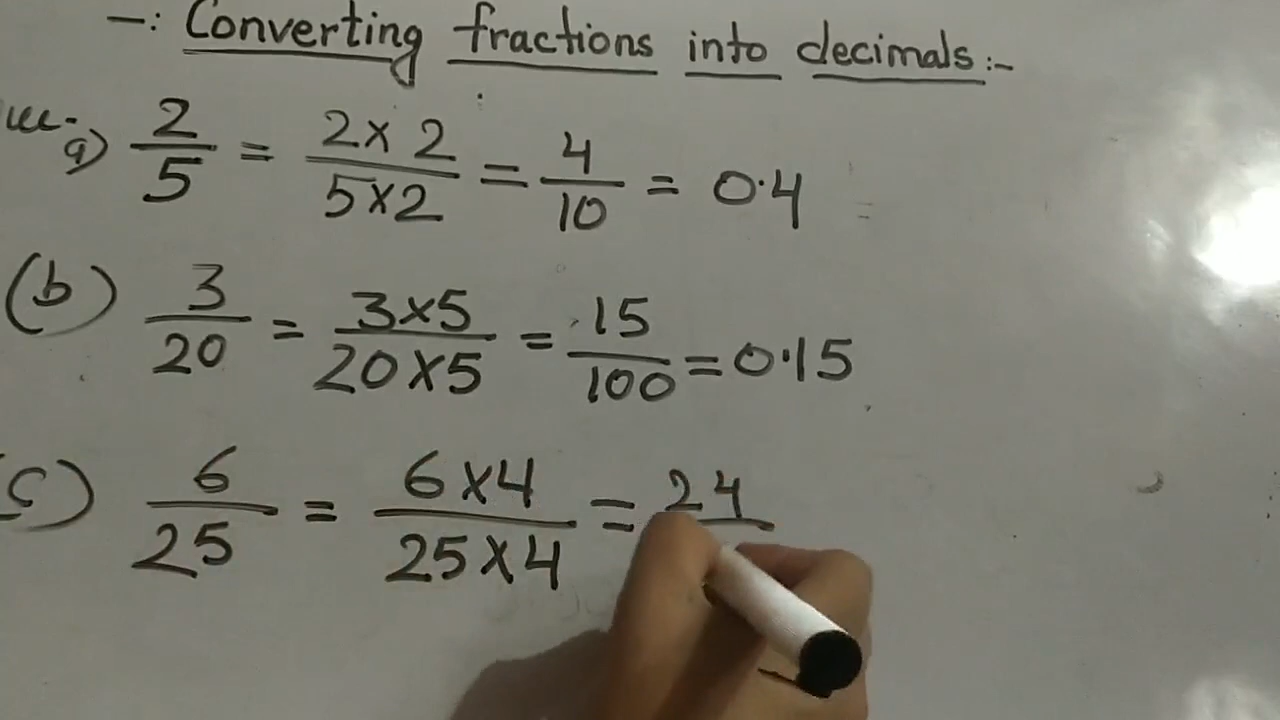 -: Converting fractions into decimals :-
a) 2/5 = 2×2/5×2 = 4/10 = 0.4
(b) 3/20 = 3×5/20×5 = 15/100 = 0.15
(c) 6/25 = 6×4/25×4 = 24